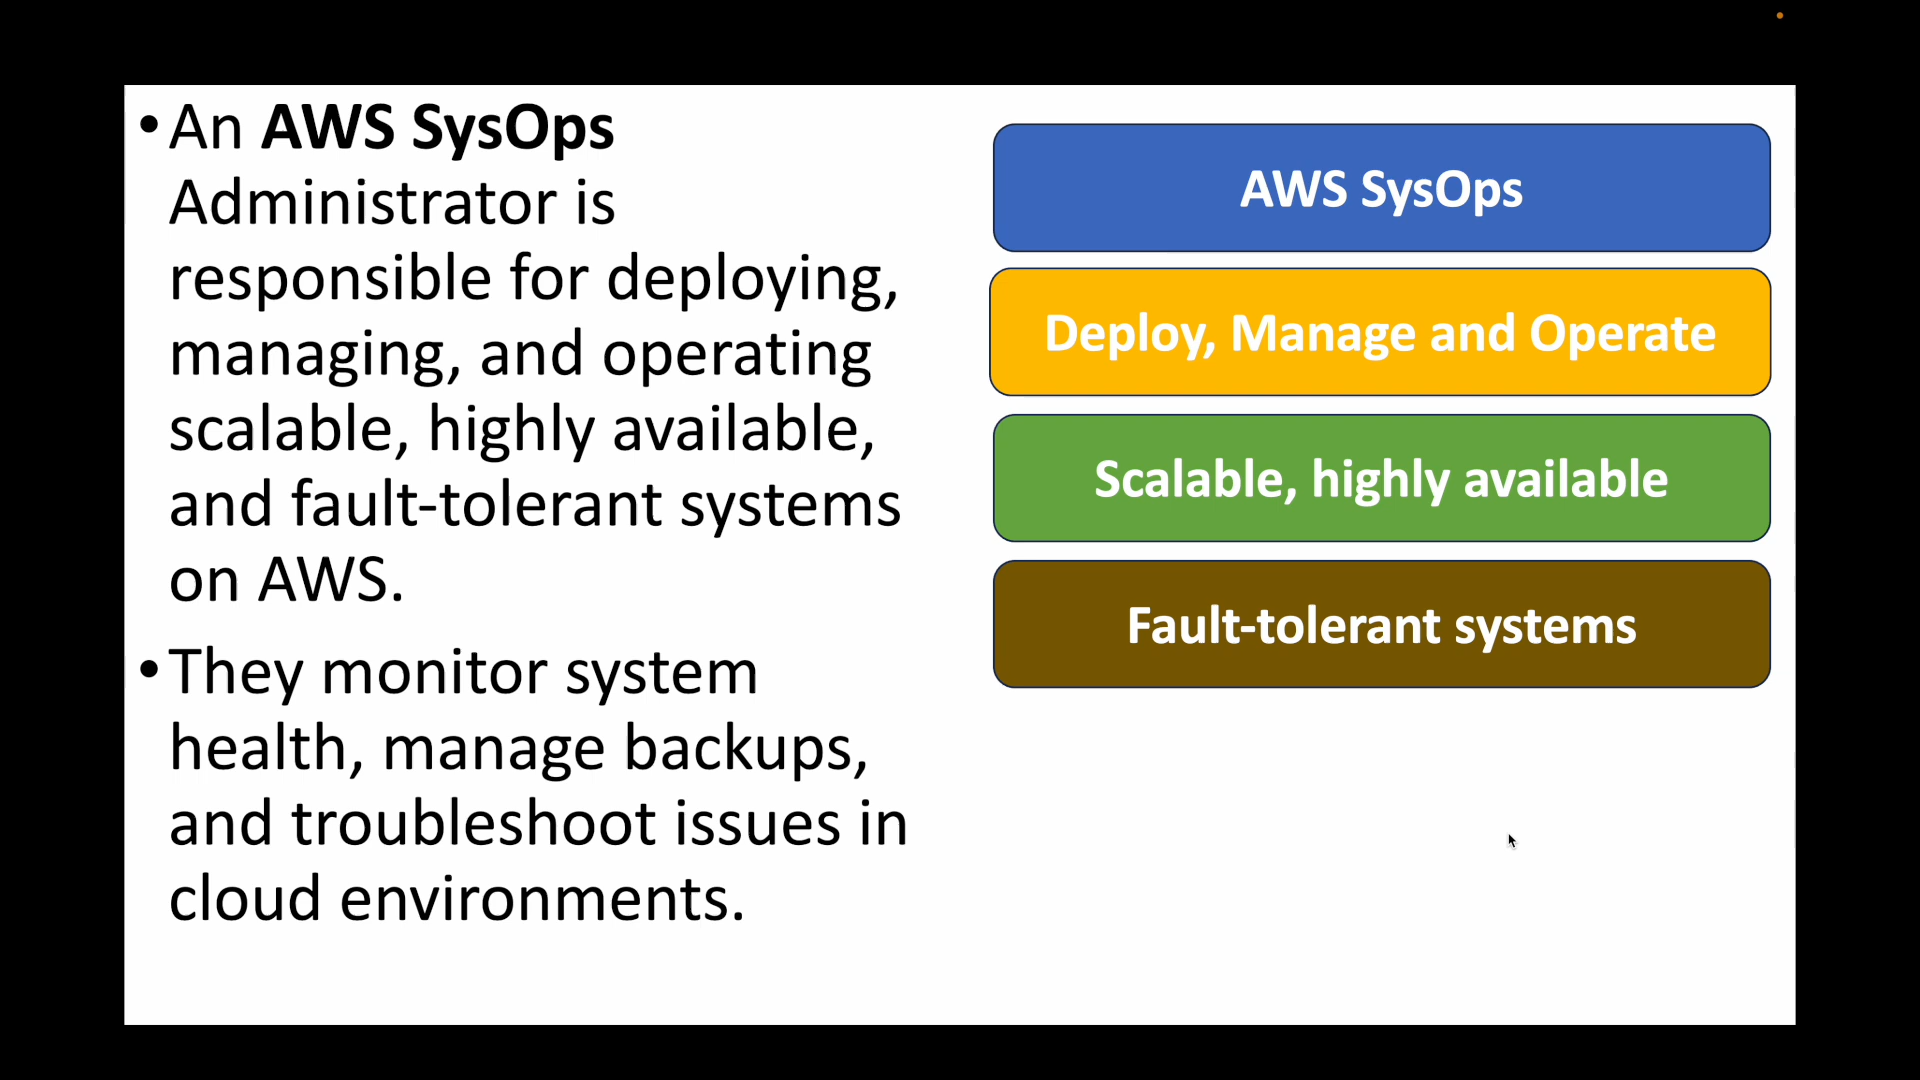 • An AWS SysOps
Administrator is
responsible for deploying,
managing, and operating
scalable, highly available,
and fault-tolerant systems
on AWS.
• They monitor system
health, manage backups,
and troubleshoot issues in
cloud environments.
AWS SysOps
Deploy, Manage and Operate
Scalable, highly available
Fault-tolerant systems